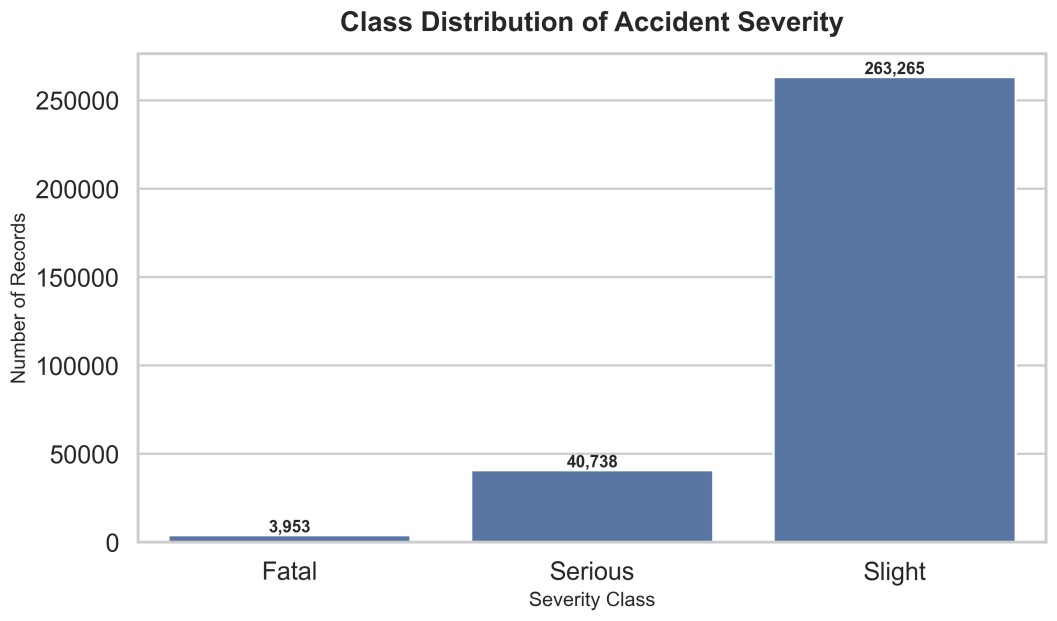 Class Distribution of Accident Severity
Number of Records
250000
200000
150000
100000
50000
0
263,265
40,738
3,953
Fatal
Serious
Slight
Severity Class